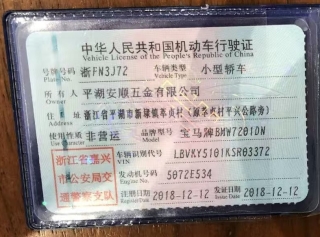 中华人民共和国机动车行驶证
Vehicle License of the People's Republic of China
号牌号码 浙FN3J72 车辆类型 小型轿车
Plate No. Vehicle Type
所有人 平湖安顺五金有限公司
Owner
住址 浙江省平湖市新埭镇
Address
使用性质 非营运 品牌型号 宝马牌BMW7201DN
Use Character Model
浙江省嘉兴 车辆识别代号 LBVKY5101KSR03372
VIN
市公安局交 发动机号码 5072E534
Engine No.
通警察支队 注册日期 2018-12-12 发证日期 2018-12-12
Register Date Issue Date